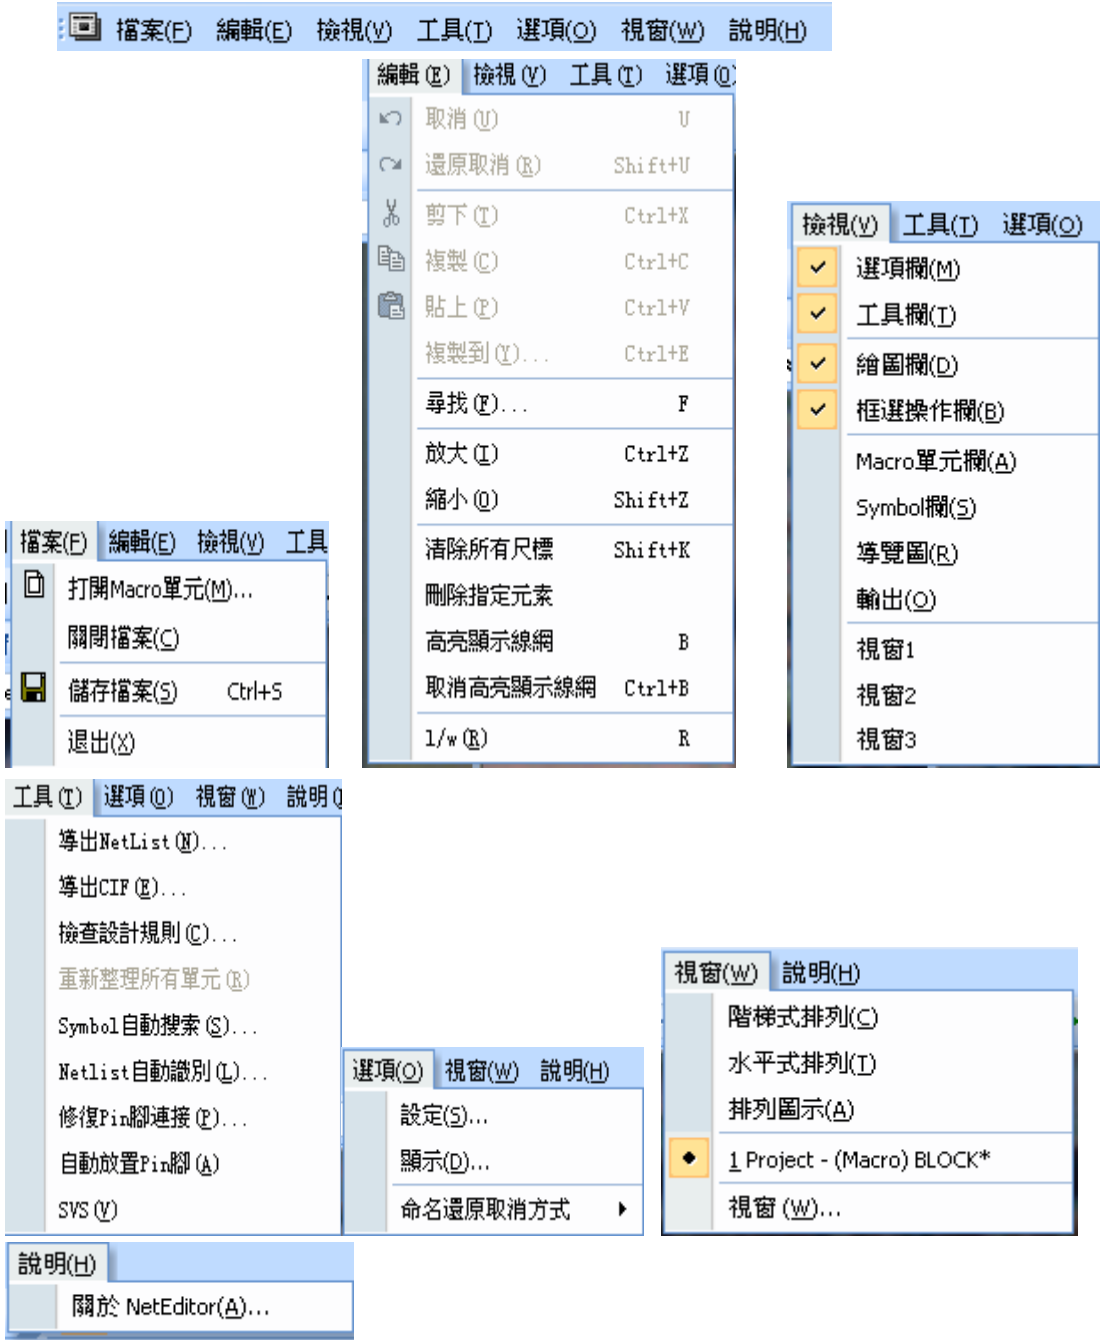 檔案(F) 編輯(E) 檢視(V) 工具(T) 選項(O) 視窗(W) 說明(H)
編輯(E) 檢視(V) 工具(T) 選項(O)
取消(U) U
還原取消(R) Shift+U
剪下(T) Ctrl+X
複製(C) Ctrl+C
貼上(P) Ctrl+V
複製到(Y)... Ctrl+E
尋找(F)... F
放大(I) Ctrl+Z
縮小(O) Shift+Z
清除所有尺標 Shift+K
刪除指定元素
高亮顯示線網 B
取消高亮顯示線網 Ctrl+B
l/w(R) R
檢視(V) 工具(T) 選項(O)
選項欄(M)
工具欄(T)
繪圖欄(D)
框選操作欄(B)
Macro單元欄(A)
Symbol欄(S)
導覽圖(R)
輸出(O)
視窗1
視窗2
視窗3
檔案(F) 編輯(E) 檢視(V) 工具
打開Macro單元(M)...
關閉檔案(C)
儲存檔案(S) Ctrl+S
退出(X)
工具(T) 選項(O) 視窗(W) 說明(
導出NetList(N)...
導出CIF(E)...
檢查設計規則(C)...
重新整理所有單元(R)
Symbol自動搜索(S)...
Netlist自動識別(L)...
修復Pin腳連接(P)...
自動放置Pin腳(A)
SVS(V)
選項(O) 視窗(W) 說明(H)
設定(S)...
顯示(D)...
命名還原取消方式
視窗(W) 說明(H)
階梯式排列(C)
水平式排列(T)
排列圖示(A)
1 Project - (Macro) BLOCK*
視窗 (W)...
說明(H)
關於 NetEditor(A)...